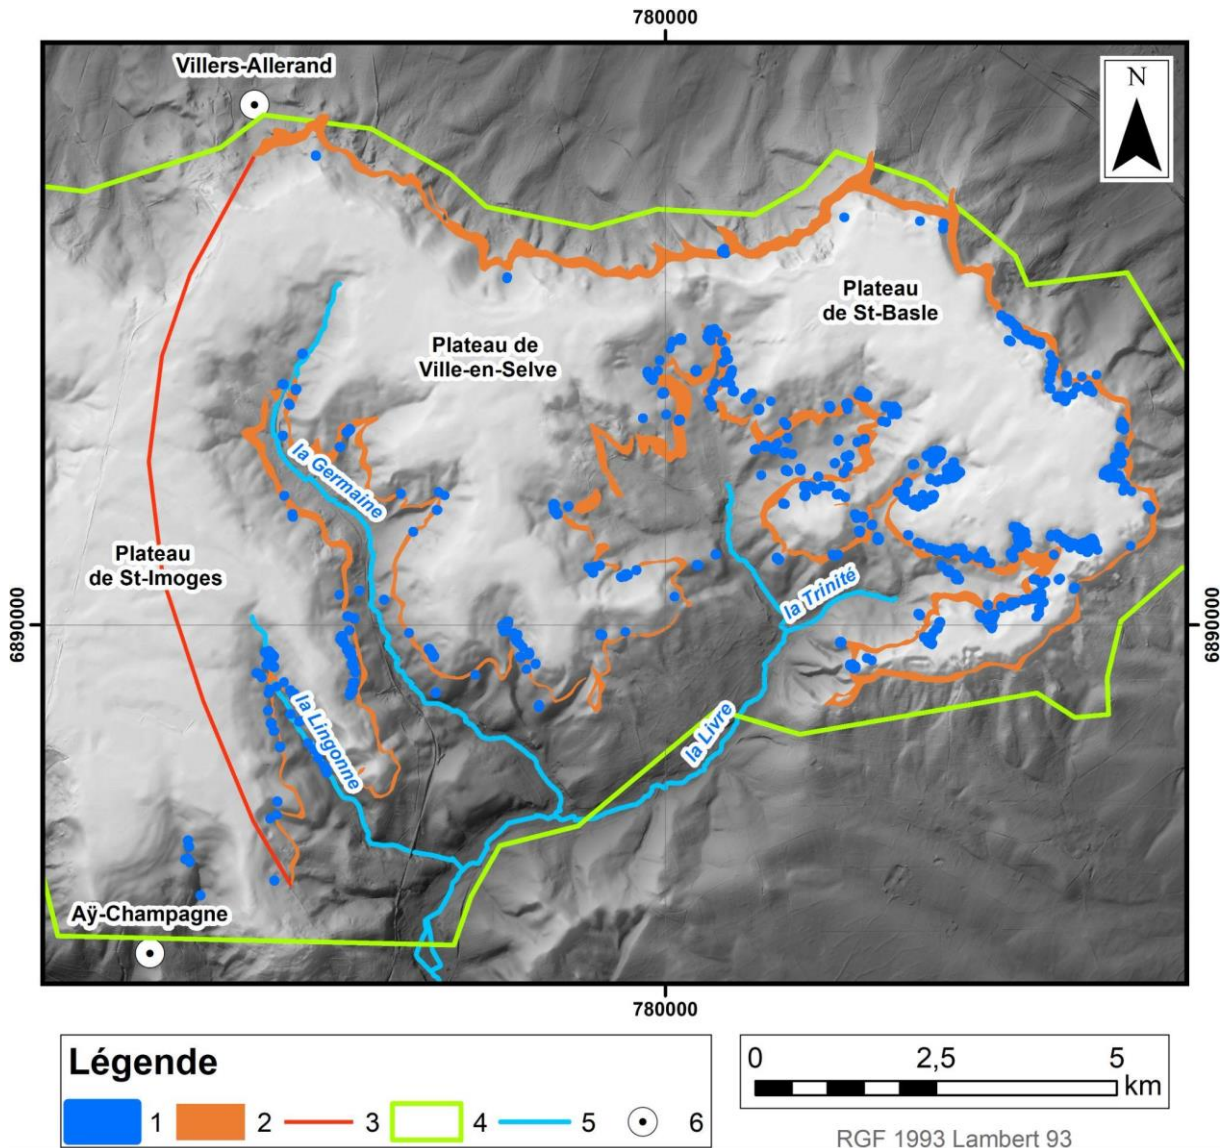 780000
Villers-Allerand
N
Plateau
de St-Basle
Plateau de
Ville-en-Selve
la Germaine
Plateau
de St-Imoges
la Trinité
6890000
6890000
la Lingonne
la Livre
Aÿ-Champagne
780000
Légende
1 2 3 4 5 6
0 2,5 5
km
RGF 1993 Lambert 93